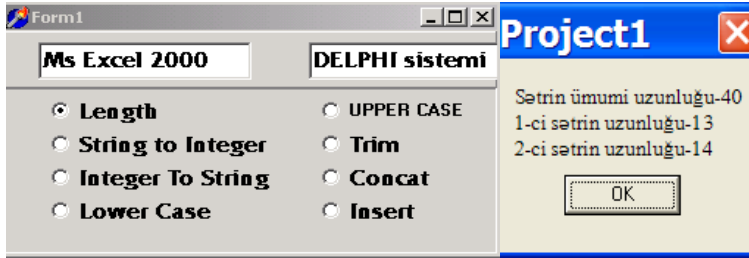 Form1
Ms Excel 2000
DELPHI sistemi
Length
UPPER CASE
String to Integer
Trim
Integer To String
Concat
Lower Case
Insert
Project1
Sətrin ümumi uzunluğu-40
1-ci sətrin uzunluğu-13
2-ci sətrin uzunluğu-14
OK